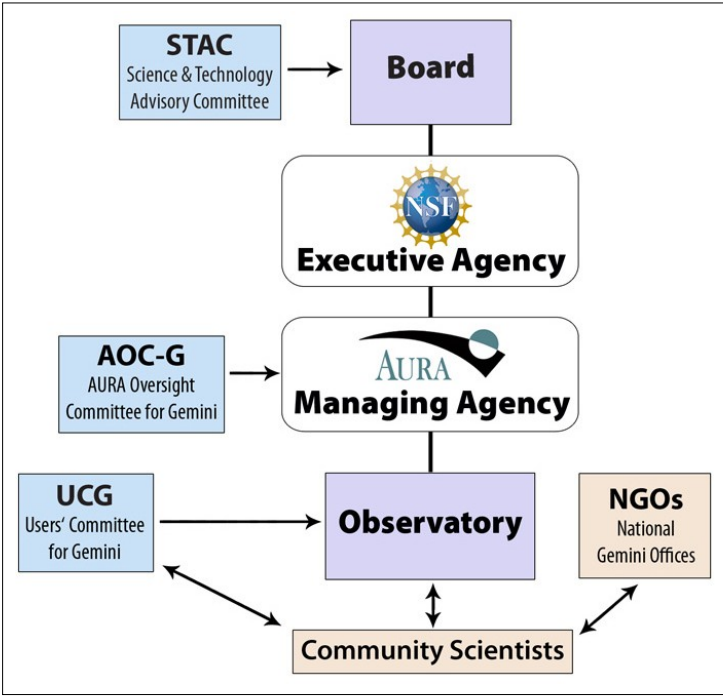 STAC
Science & Technology
Advisory Committee
Board
NSF
Executive Agency
AOC-G
AURA Oversight
Committee for Gemini
AURA
Managing Agency
UCG
Users‘ Committee
for Gemini
Observatory
NGOs
National
Gemini Offices
Community Scientists